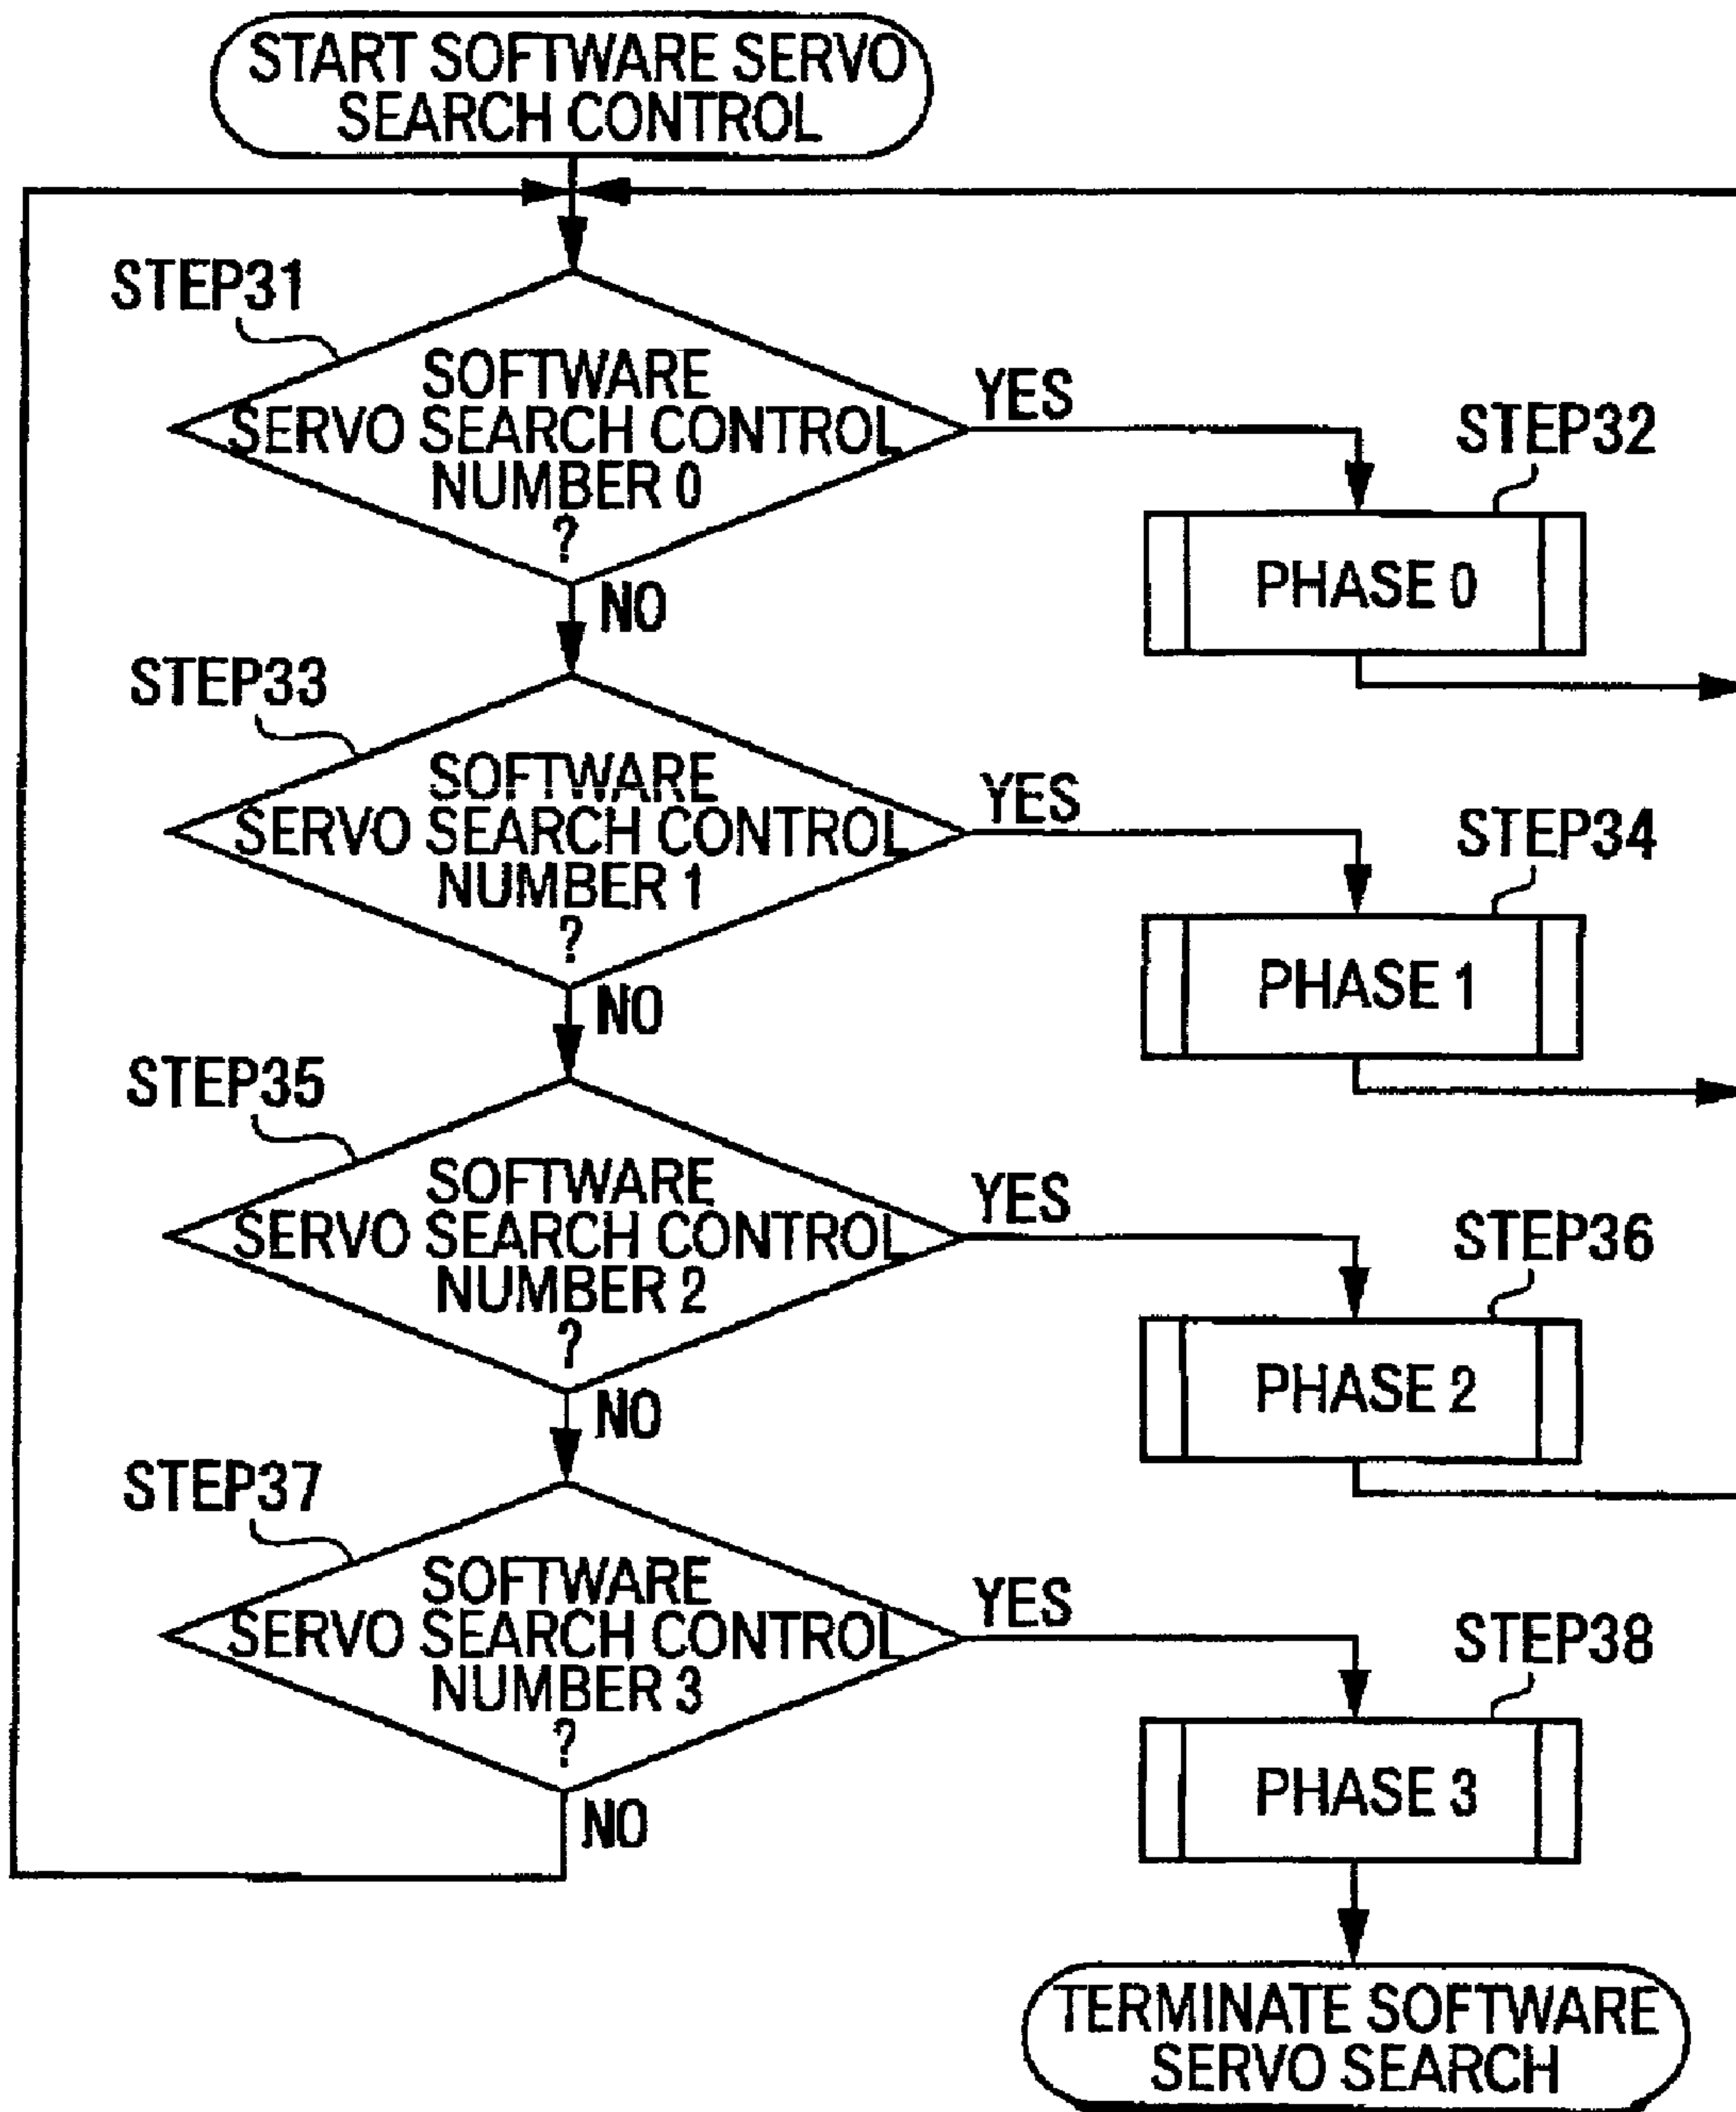 START SOFTWARE SERVO
SEARCH CONTROL
STEP31
SOFTWARE
SERVO SEARCH CONTROL
NUMBER 0
?
YES
NO
STEP32
PHASE 0
STEP33
SOFTWARE
SERVO SEARCH CONTROL
NUMBER 1
?
YES
NO
STEP34
PHASE 1
STEP35
SOFTWARE
SERVO SEARCH CONTROL
NUMBER 2
?
YES
NO
STEP36
PHASE 2
STEP37
SOFTWARE
SERVO SEARCH CONTROL
NUMBER 3
?
YES
NO
STEP38
PHASE 3
TERMINATE SOFTWARE
SERVO SEARCH